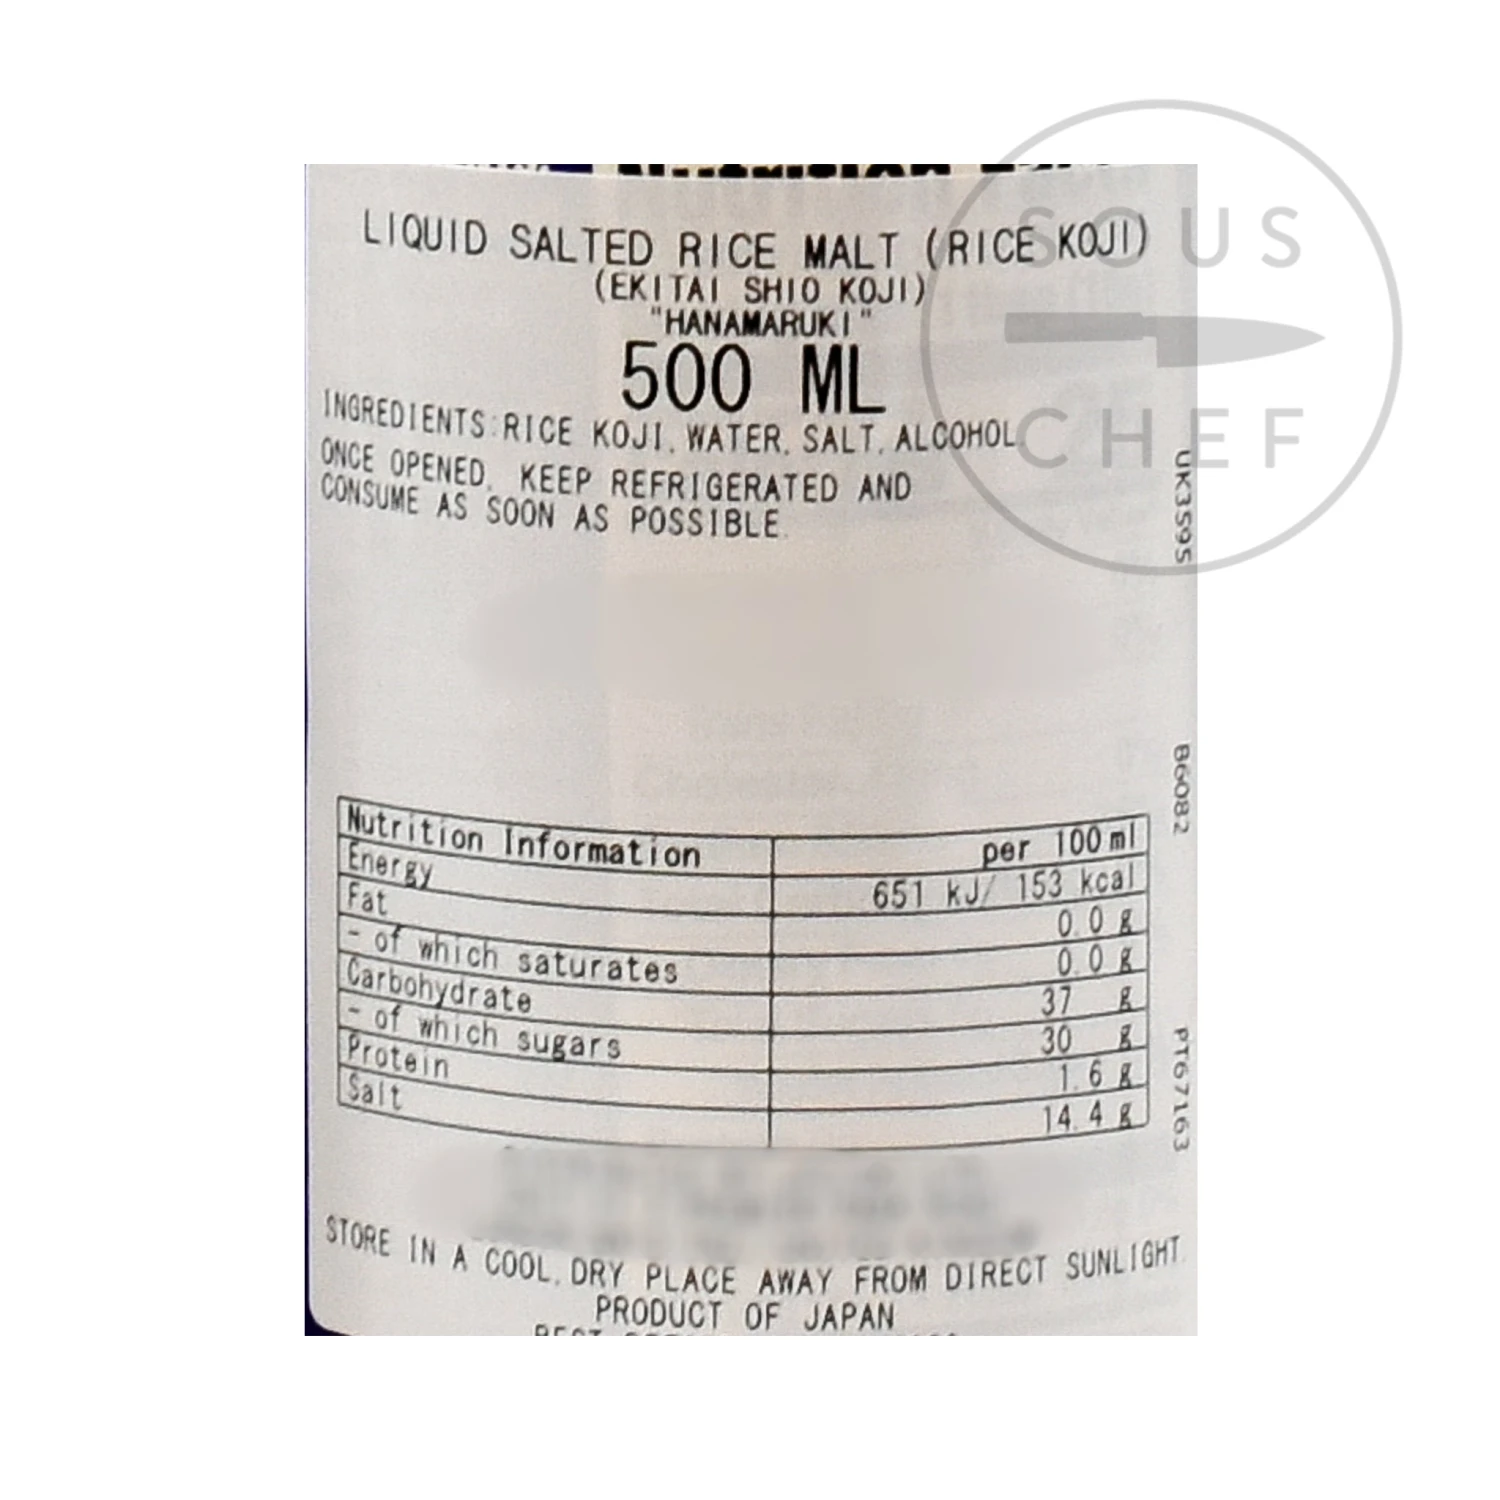 LIQUID SALTED RICE MALT (RICE KOJI)
(EKITAI SHIO KOJI)
"HANAMARUKI"
500 ML
INGREDIENTS:RICE KOJI, WATER, SALT, ALCOHOL.
ONCE OPENED, KEEP REFRIGERATED AND
CONSUME AS SOON AS POSSIBLE.
Nutrition Information per 100ml
Energy 651 kJ/ 153 kcal
Fat 0.0 g
- of which saturates 0.0 g
Carbohydrate 37 g
- of which sugars 30 g
Protein 1.6 g
Salt 14.4 g
STORE IN A COOL, DRY PLACE AWAY FROM DIRECT SUNLIGHT.
PRODUCT OF JAPAN
UK3595
B6082
PT67163
SOUS
CHEF